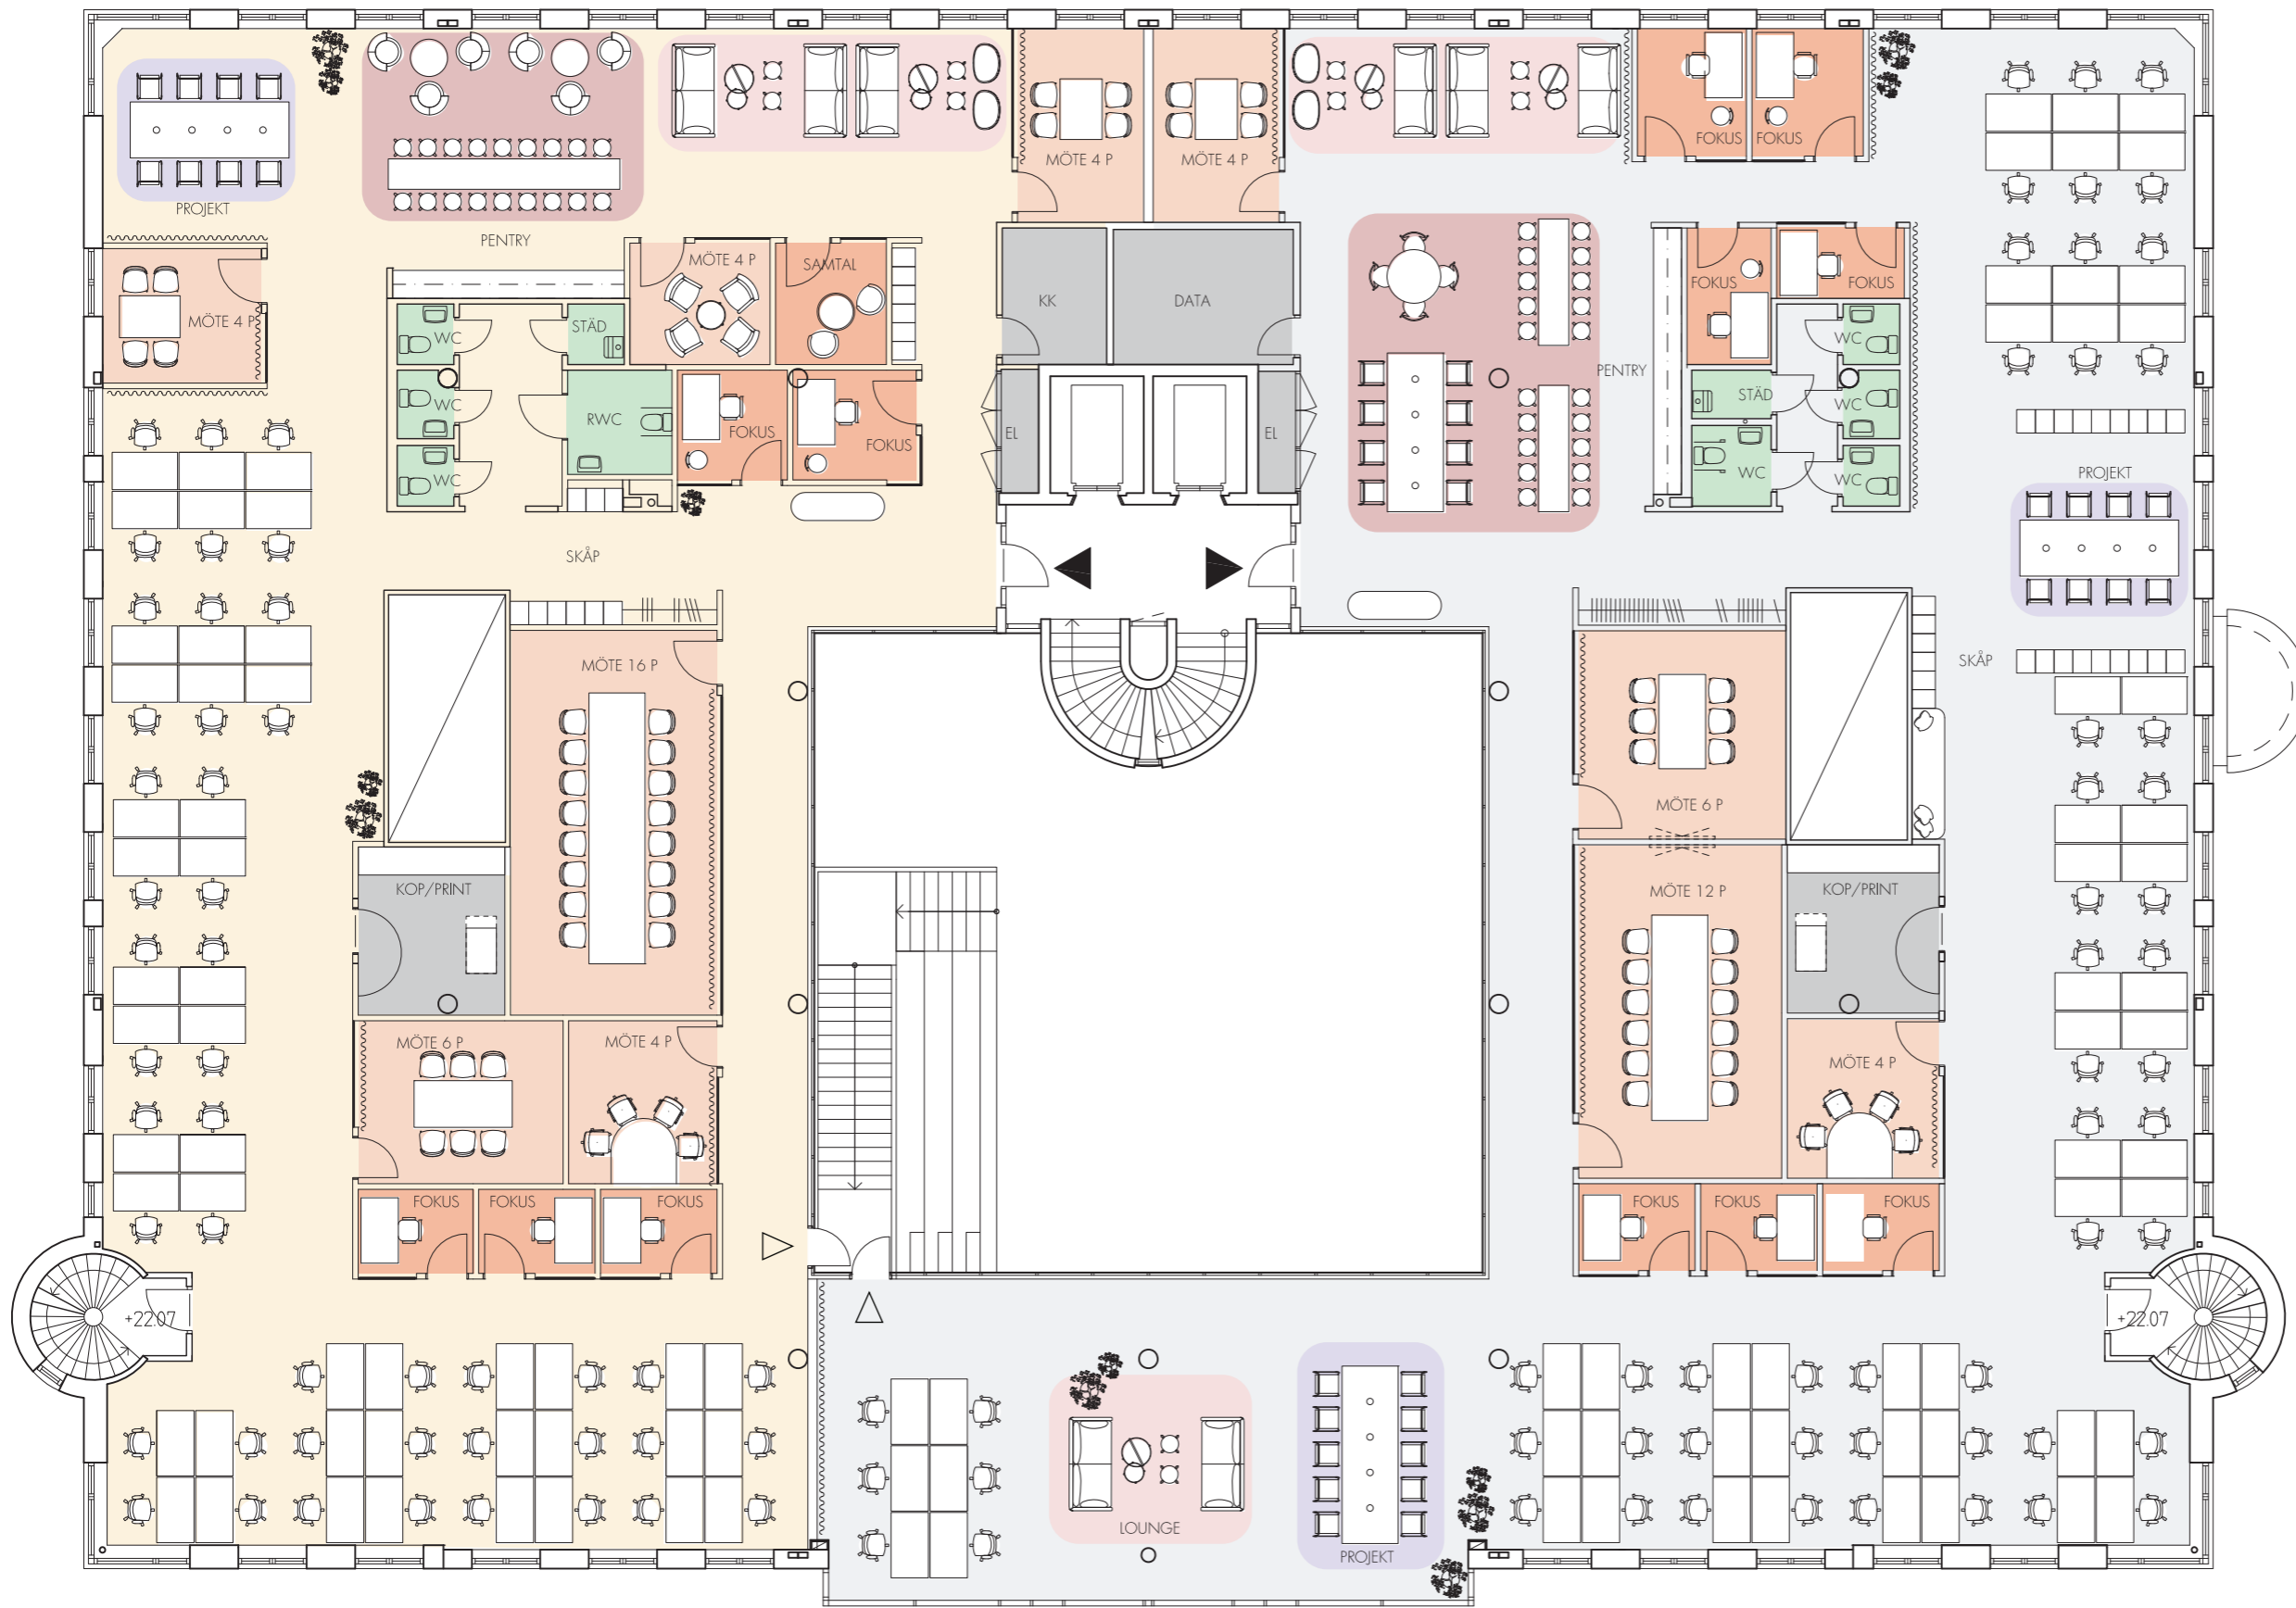 FOKUS
FOKUS
MÖTE 4 P
MÖTE 4 P
PROJEKT
PENTRY
MÖTE 4 P
SAMTAL
FOKUS
FOKUS
KK
DATA
MÖTE 4 P
STÄD
WC
WC
PENTRY
STÄD
WC
WC
RWC
FOKUS
FOKUS
EL
EL
WC
WC
WC
PROJEKT
SKÅP
MÖTE 16 P
SKÅP
MÖTE 6 P
KOP/PRINT
MÖTE 12 P
KOP/PRINT
MÖTE 6 P
MÖTE 4 P
MÖTE 4 P
FOKUS
FOKUS
FOKUS
FOKUS
FOKUS
FOKUS
+22.07
+22.07
LOUNGE
PROJEKT